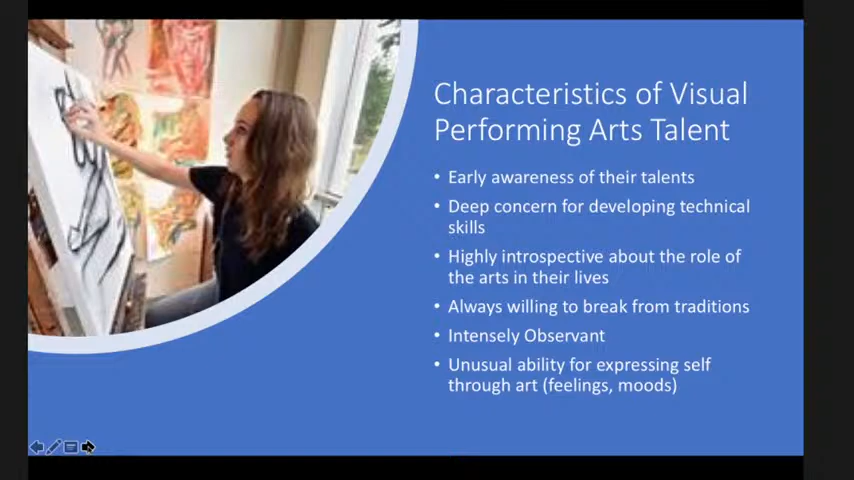 Characteristics of Visual
Performing Arts Talent
• Early awareness of their talents
• Deep concern for developing technical
skills
• Highly introspective about the role of
the arts in their lives
• Always willing to break from traditions
• Intensely Observant
• Unusual ability for expressing self
through art (feelings, moods)